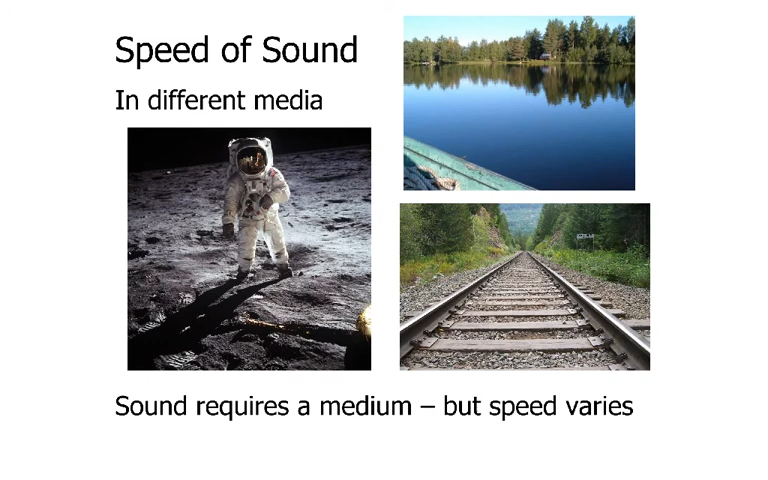 Speed of Sound
In different media
Sound requires a medium – but speed varies